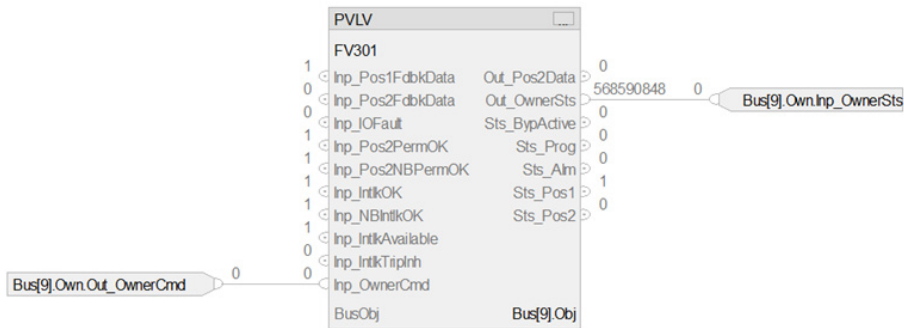 PVLV ...
FV301
1 Inp_Pos1FdbkData Out_Pos2Data 0
0 Inp_Pos2FdbkData Out_OwnerSts 568590848 0 Bus[9].Own.Inp_OwnerSts
0 Inp_IOFault Sts_BypActive 0
1 Inp_Pos2PermOK Sts_Prog 0
1 Inp_Pos2NBPermOK Sts_Alm 0
1 Inp_IntlkOK Sts_Pos1 1
1 Inp_NBIntlkOK Sts_Pos2 0
1 Inp_IntlkAvailable
0 Inp_IntlkTripInh
Bus[9].Own.Out_OwnerCmd 0 0 Inp_OwnerCmd
BusObj Bus[9].Obj